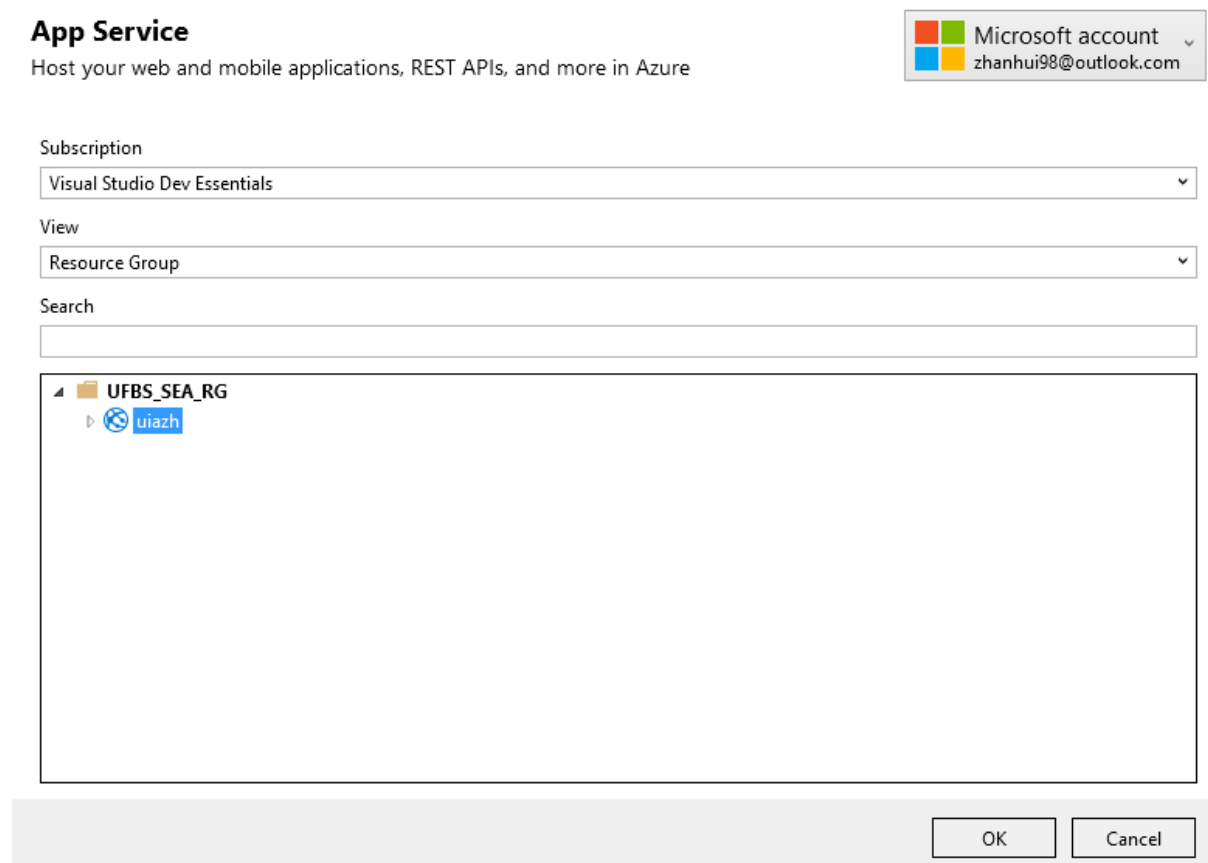 App Service
Host your web and mobile applications, REST APIs, and more in Azure
Microsoft account
zhanhui98@outlook.com
Subscription
Visual Studio Dev Essentials
View
Resource Group
Search
UFBS_SEA_RG
uiazh
OK
Cancel